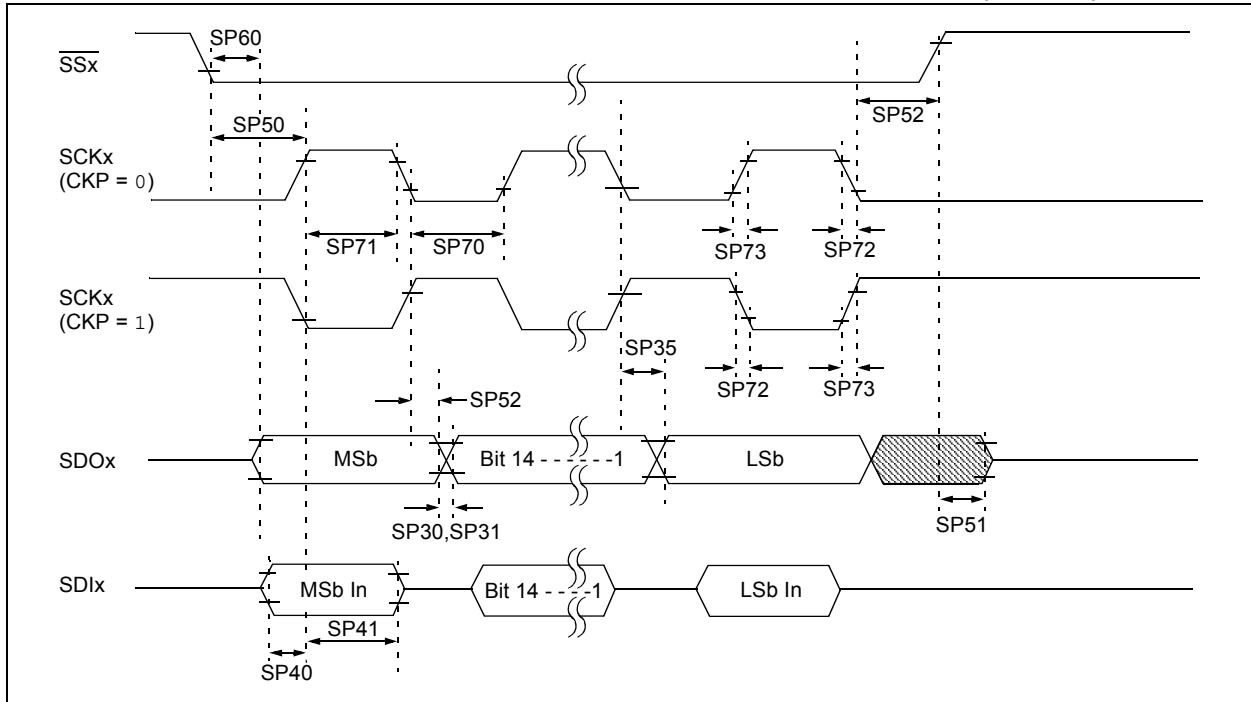 SP60
SSx
SP52
SP50
SCKx
(CKP = 0)
SP71
SP70
SP73
SP72
SCKx
(CKP = 1)
SP35
SP72
SP73
SP52
SDOx
MSb
Bit 14 - - - - - -1
LSb
SP30,SP31
SP51
SDIx
MSb In
Bit 14 - - - -1
LSb In
SP41
SP40